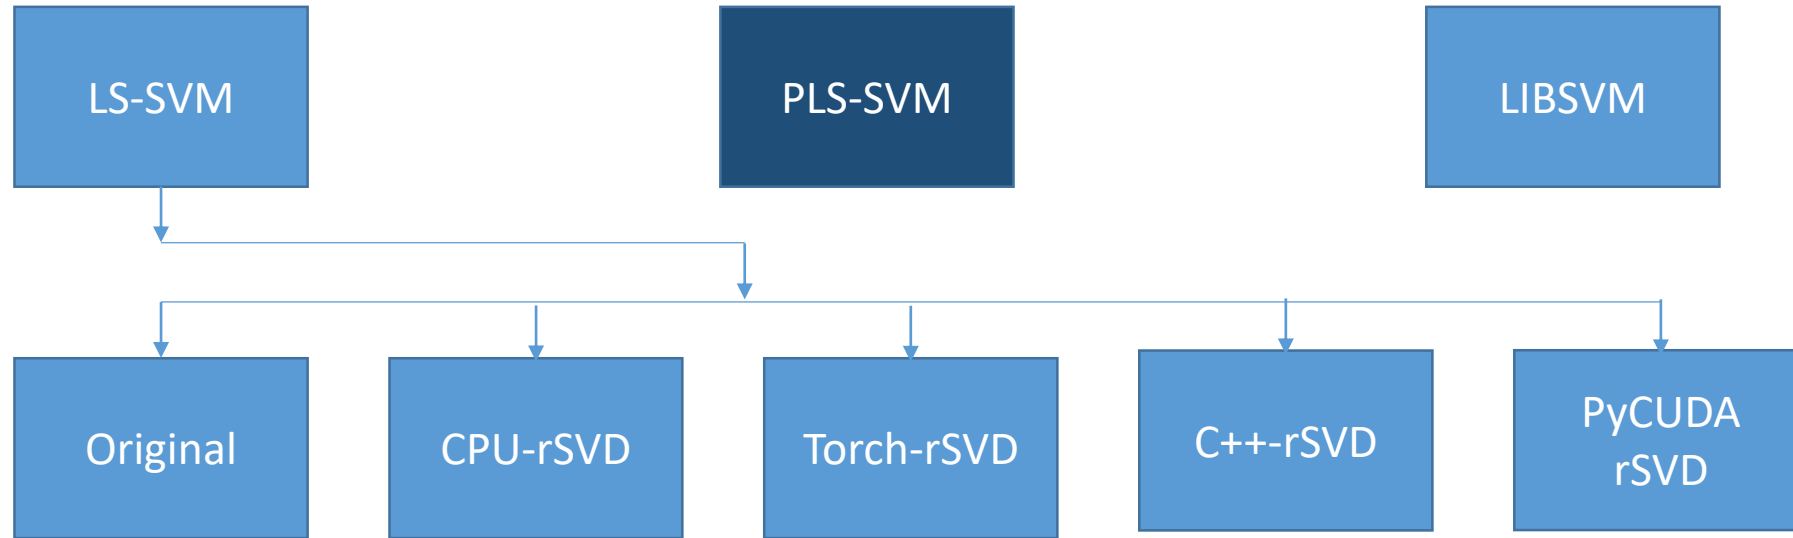 LS-SVM
PLS-SVM
LIBSVM
Original
CPU-rSVD
Torch-rSVD
C++-rSVD
PyCUDA
rSVD